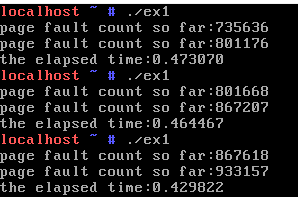 localhost ~ # ./ex1
page fault count so far:735636
page fault count so far:801176
the elapsed time:0.473070
localhost ~ # ./ex1
page fault count so far:801668
page fault count so far:867207
the elapsed time:0.464467
localhost ~ # ./ex1
page fault count so far:867618
page fault count so far:933157
the elapsed time:0.429822